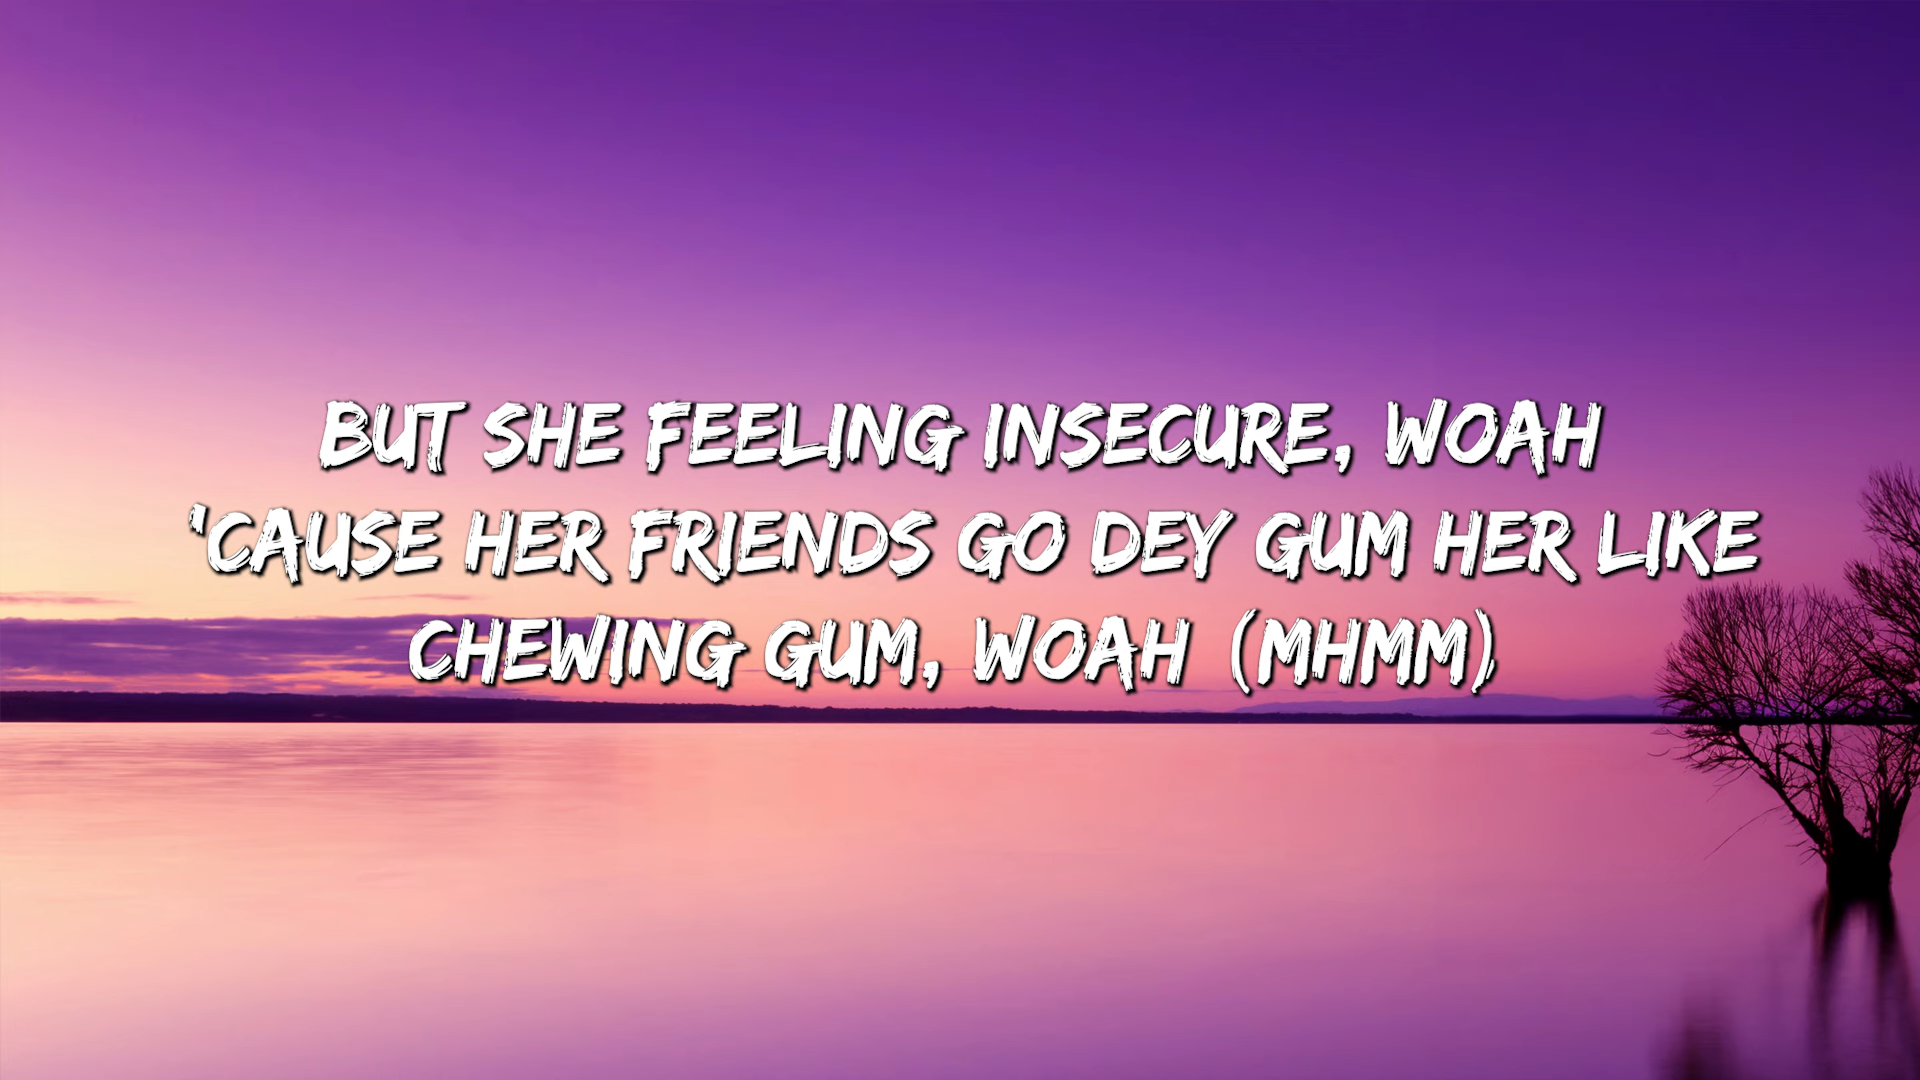 BUT SHE FEELING INSECURE, WOAH
'CAUSE HER FRIENDS GO DEY GUM HER LIKE
CHEWING GUM, WOAH (MHMM)